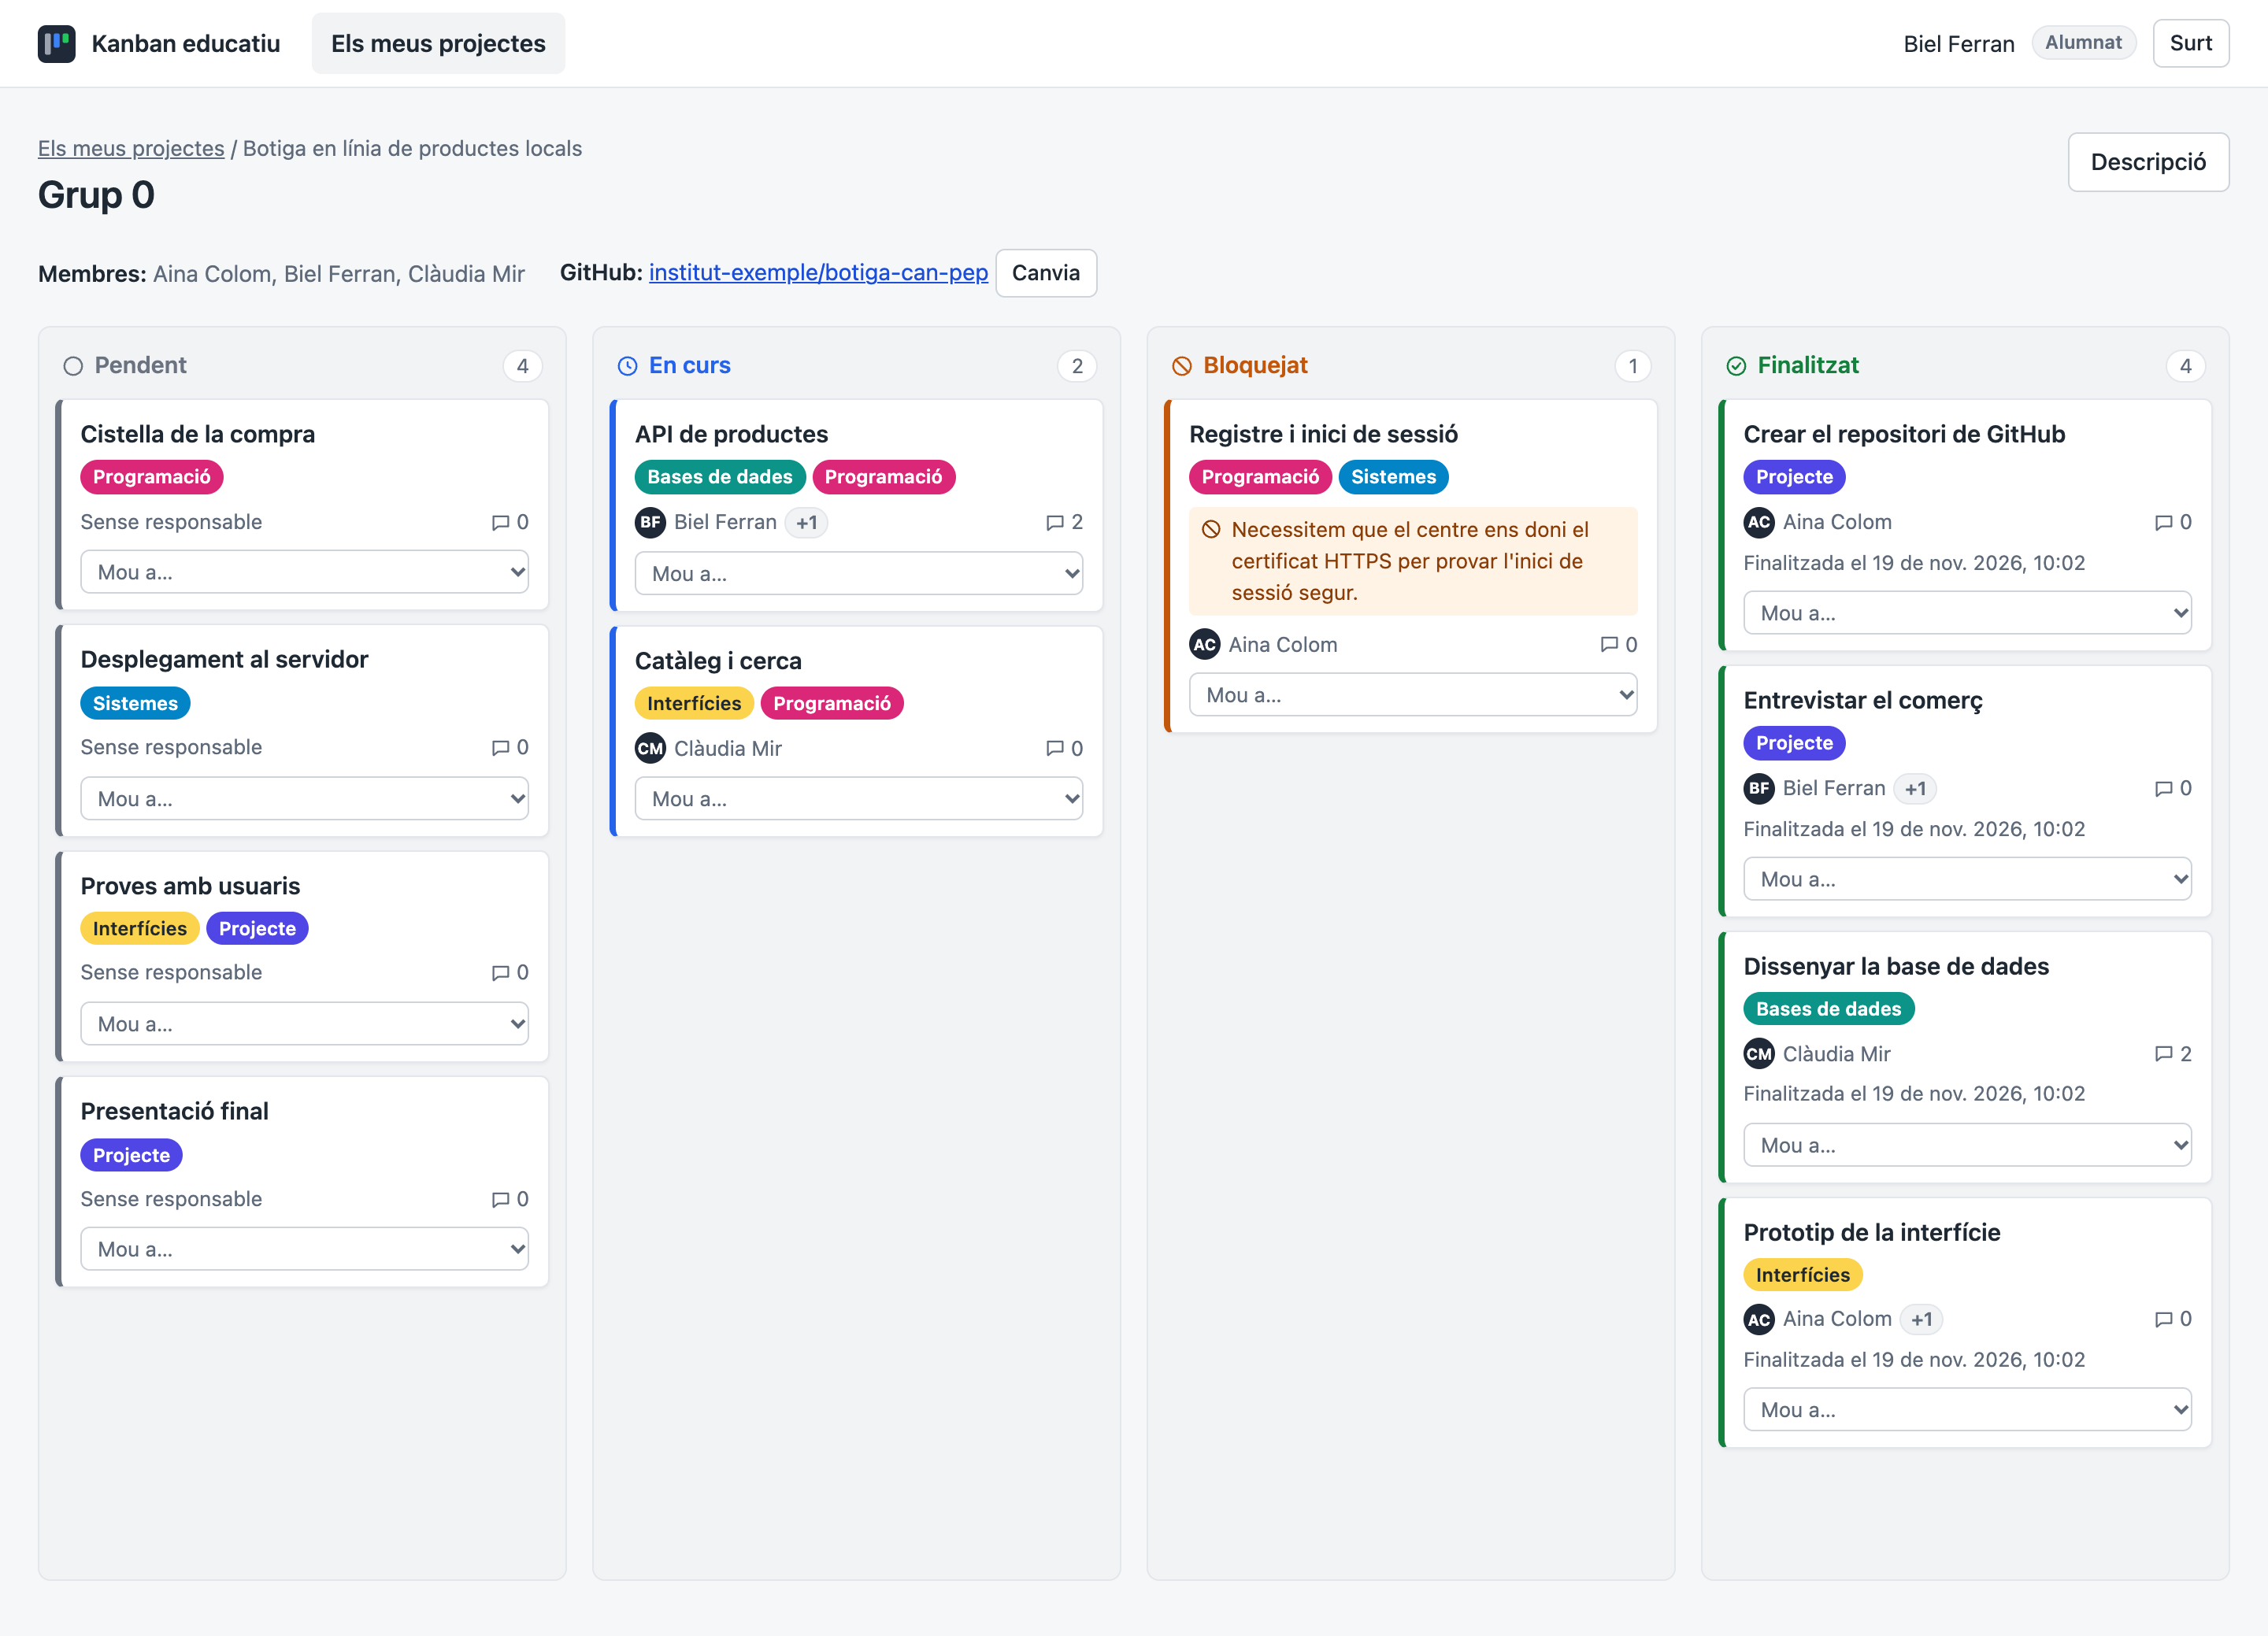 Kanban educatiu
Els meus projectes
Biel Ferran
Alumnat
Surt
Els meus projectes / Botiga en línia de productes locals
Descripció
Grup 0
Membres: Aina Colom, Biel Ferran, Clàudia Mir
GitHub: institut-exemple/botiga-can-pep
Canvia
Pendent
4
Cistella de la compra
Programació
Sense responsable
0
Mou a...
Desplegament al servidor
Sistemes
Sense responsable
0
Mou a...
Proves amb usuaris
Interfícies
Projecte
Sense responsable
0
Mou a...
Presentació final
Projecte
Sense responsable
0
Mou a...
En curs
2
API de productes
Bases de dades
Programació
BF Biel Ferran +1
2
Mou a...
Catàleg i cerca
Interfícies
Programació
CM Clàudia Mir
0
Mou a...
Bloquejat
1
Registre i inici de sessió
Programació
Sistemes
Necessitem que el centre ens doni el
certificat HTTPS per provar l'inici de
sessió segur.
AC Aina Colom
0
Mou a...
Finalitzat
4
Crear el repositori de GitHub
Projecte
AC Aina Colom
0
Finalitzada el 19 de nov. 2026, 10:02
Mou a...
Entrevistar el comerç
Projecte
BF Biel Ferran +1
0
Finalitzada el 19 de nov. 2026, 10:02
Mou a...
Dissenyar la base de dades
Bases de dades
CM Clàudia Mir
2
Finalitzada el 19 de nov. 2026, 10:02
Mou a...
Prototip de la interfície
Interfícies
AC Aina Colom +1
0
Finalitzada el 19 de nov. 2026, 10:02
Mou a...